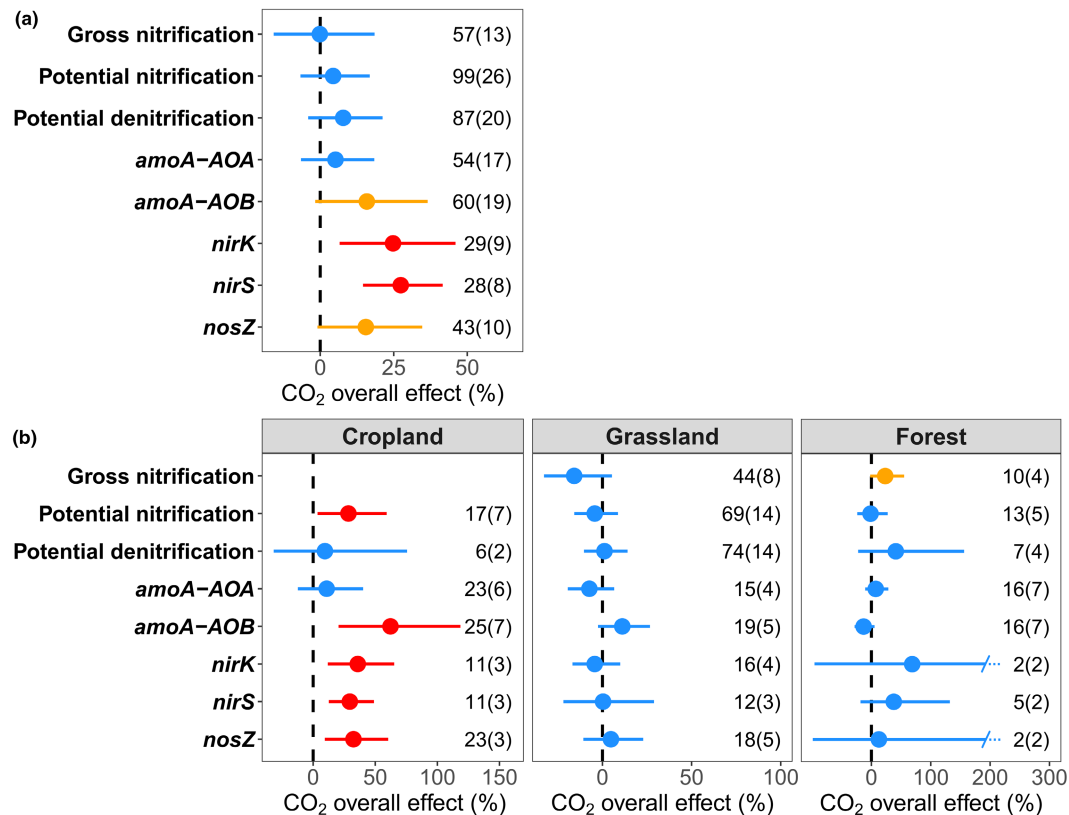 (a)
Gross nitrification 57(13)
Potential nitrification 99(26)
Potential denitrification 87(20)
amoA−AOA 54(17)
amoA−AOB 60(19)
nirK 29(9)
nirS 28(8)
nosZ 43(10)
0 25 50
CO₂ overall effect (%)
(b)
Cropland Grassland Forest
Gross nitrification 44(8) 10(4)
Potential nitrification 17(7) 69(14) 13(5)
Potential denitrification 6(2) 74(14) 7(4)
amoA−AOA 23(6) 15(4) 16(7)
amoA−AOB 25(7) 19(5) 16(7)
nirK 11(3) 16(4) 2(2)
nirS 11(3) 12(3) 5(2)
nosZ 23(3) 18(5) 2(2)
0 50 100 150 0 50 100 0 100 200 300
CO₂ overall effect (%) CO₂ overall effect (%) CO₂ overall effect (%)